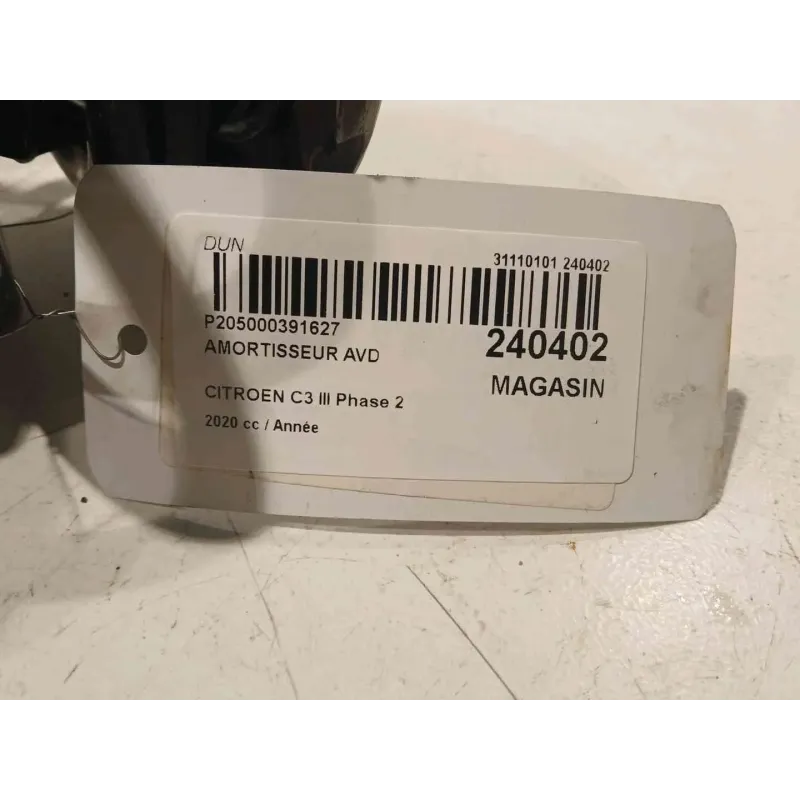 DUN
31110101 240402
P205000391627
240402
AMORTISSEUR AVD
MAGASIN
CITROEN C3 III Phase 2
2020 cc / Année